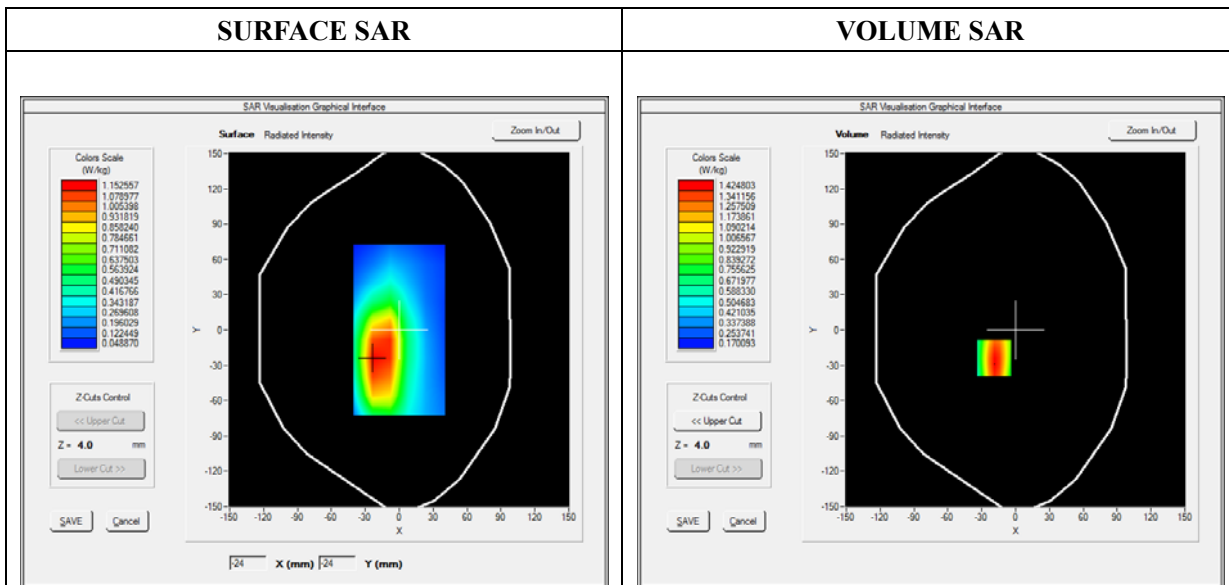 SURFACE SAR
VOLUME SAR
SAR Visualisation Graphical Interface
Surface Radiated Intensity
Zoom In/Out
Colors Scale
(W/kg)
1.152557
1.078977
1.005398
0.931819
0.858240
0.784661
0.711082
0.637503
0.563924
0.490345
0.416766
0.343187
0.269608
0.196029
0.122449
0.048870
Z-Cuts Control
<< Upper Cut
Z = 4.0 mm
Lower Cut >>
SAVE Cancel
150
120
90
60
30
0
-30
-60
-90
-120
-150
Y
-150 -120 -90 -60 -30 0 30 60 90 120 150
X
-24 X (mm) -24 Y (mm)
SAR Visualisation Graphical Interface
Volume Radiated Intensity
Zoom In/Out
Colors Scale
(W/kg)
1.424803
1.341156
1.257509
1.173861
1.090214
1.006567
0.922919
0.839272
0.755625
0.671977
0.588330
0.504683
0.421035
0.337388
0.253741
0.170093
Z-Cuts Control
<< Upper Cut
Z = 4.0 mm
Lower Cut >>
SAVE Cancel
150
120
90
60
30
0
-30
-60
-90
-120
-150
Y
-150 -120 -90 -60 -30 0 30 60 90 120 150
X